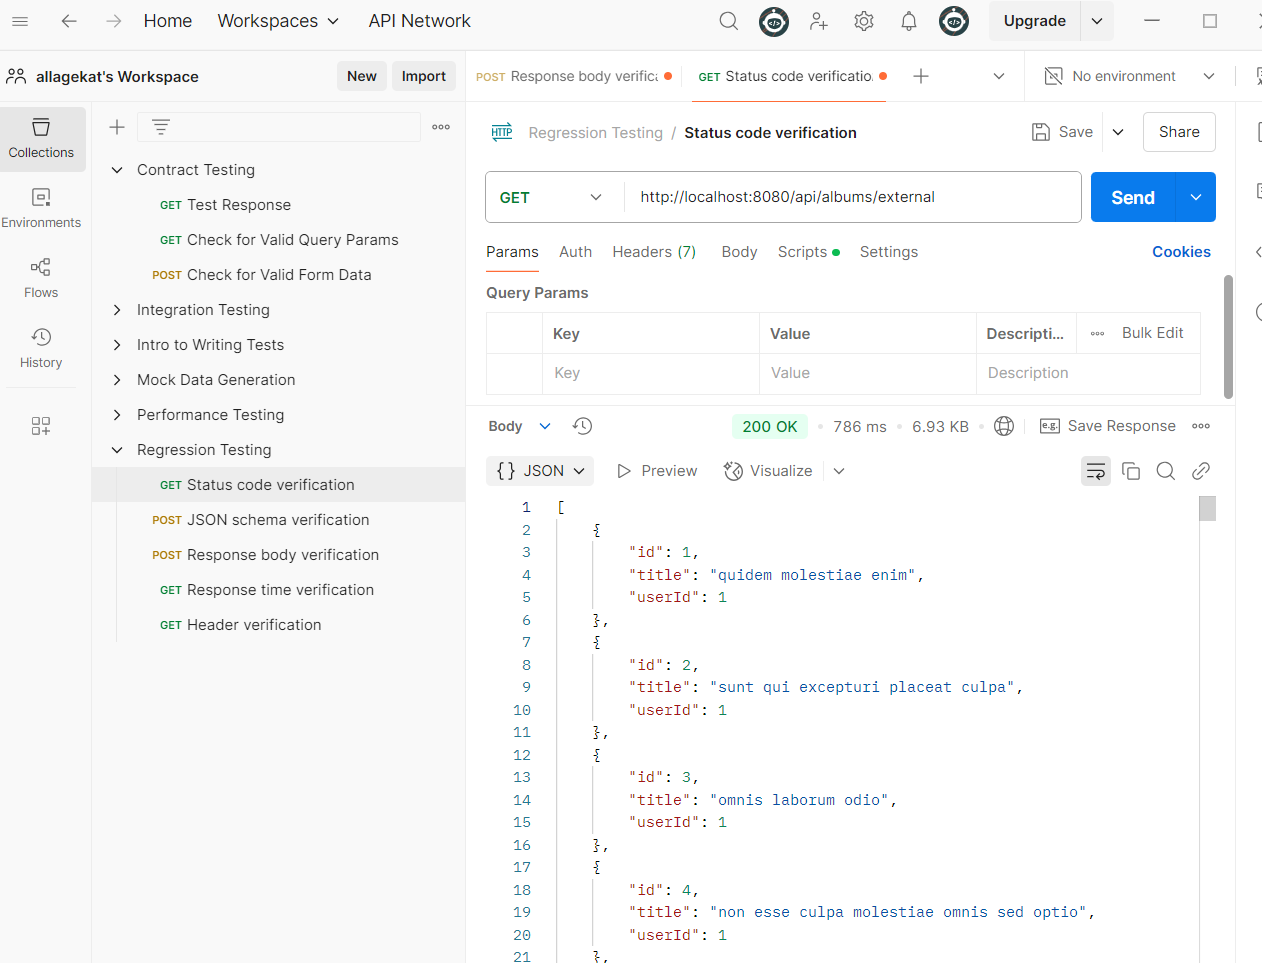 Home Workspaces API Network Upgrade
allagekat's Workspace New Import
POST Response body verifica GET Status code verificatio. No environment
Collections
Environments
Flows
History
Contract Testing
GET Test Response
GET Check for Valid Query Params
POST Check for Valid Form Data
Integration Testing
Intro to Writing Tests
Mock Data Generation
Performance Testing
Regression Testing
GET Status code verification
POST JSON schema verification
POST Response body verification
GET Response time verification
GET Header verification
HTTP Regression Testing / Status code verification Save Share
GET http://localhost:8080/api/albums/external Send
Params Auth Headers (7) Body Scripts Settings Cookies
Query Params
Key Value Descripti... Bulk Edit
Key Value Description
Body 200 OK 786 ms 6.93 KB e.g. Save Response
{} JSON Preview Visualize
1 [
2 {
3 "id": 1,
4 "title": "quidem molestiae enim",
5 "userId": 1
6 },
7 {
8 "id": 2,
9 "title": "sunt qui excepturi placeat culpa",
10 "userId": 1
11 },
12 {
13 "id": 3,
14 "title": "omnis laborum odio",
15 "userId": 1
16 },
17 {
18 "id": 4,
19 "title": "non esse culpa molestiae omnis sed optio",
20 "userId": 1
21 },